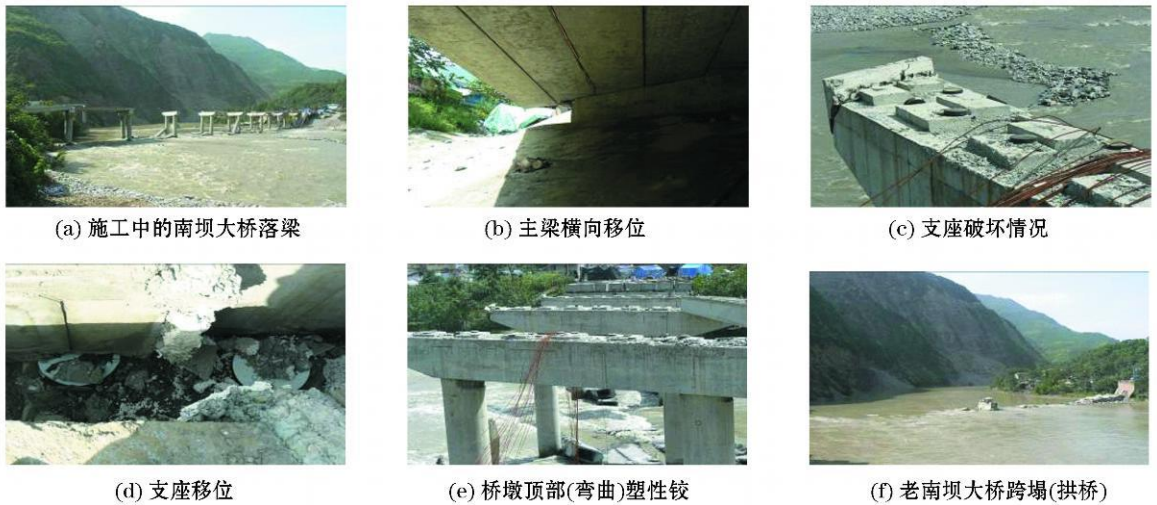 (a) 施工中的南坝大桥落梁
(b) 主梁横向移位
(c) 支座破坏情况
(d) 支座移位
(e) 桥墩顶部(弯曲)塑性铰
(f) 老南坝大桥跨塌(拱桥)